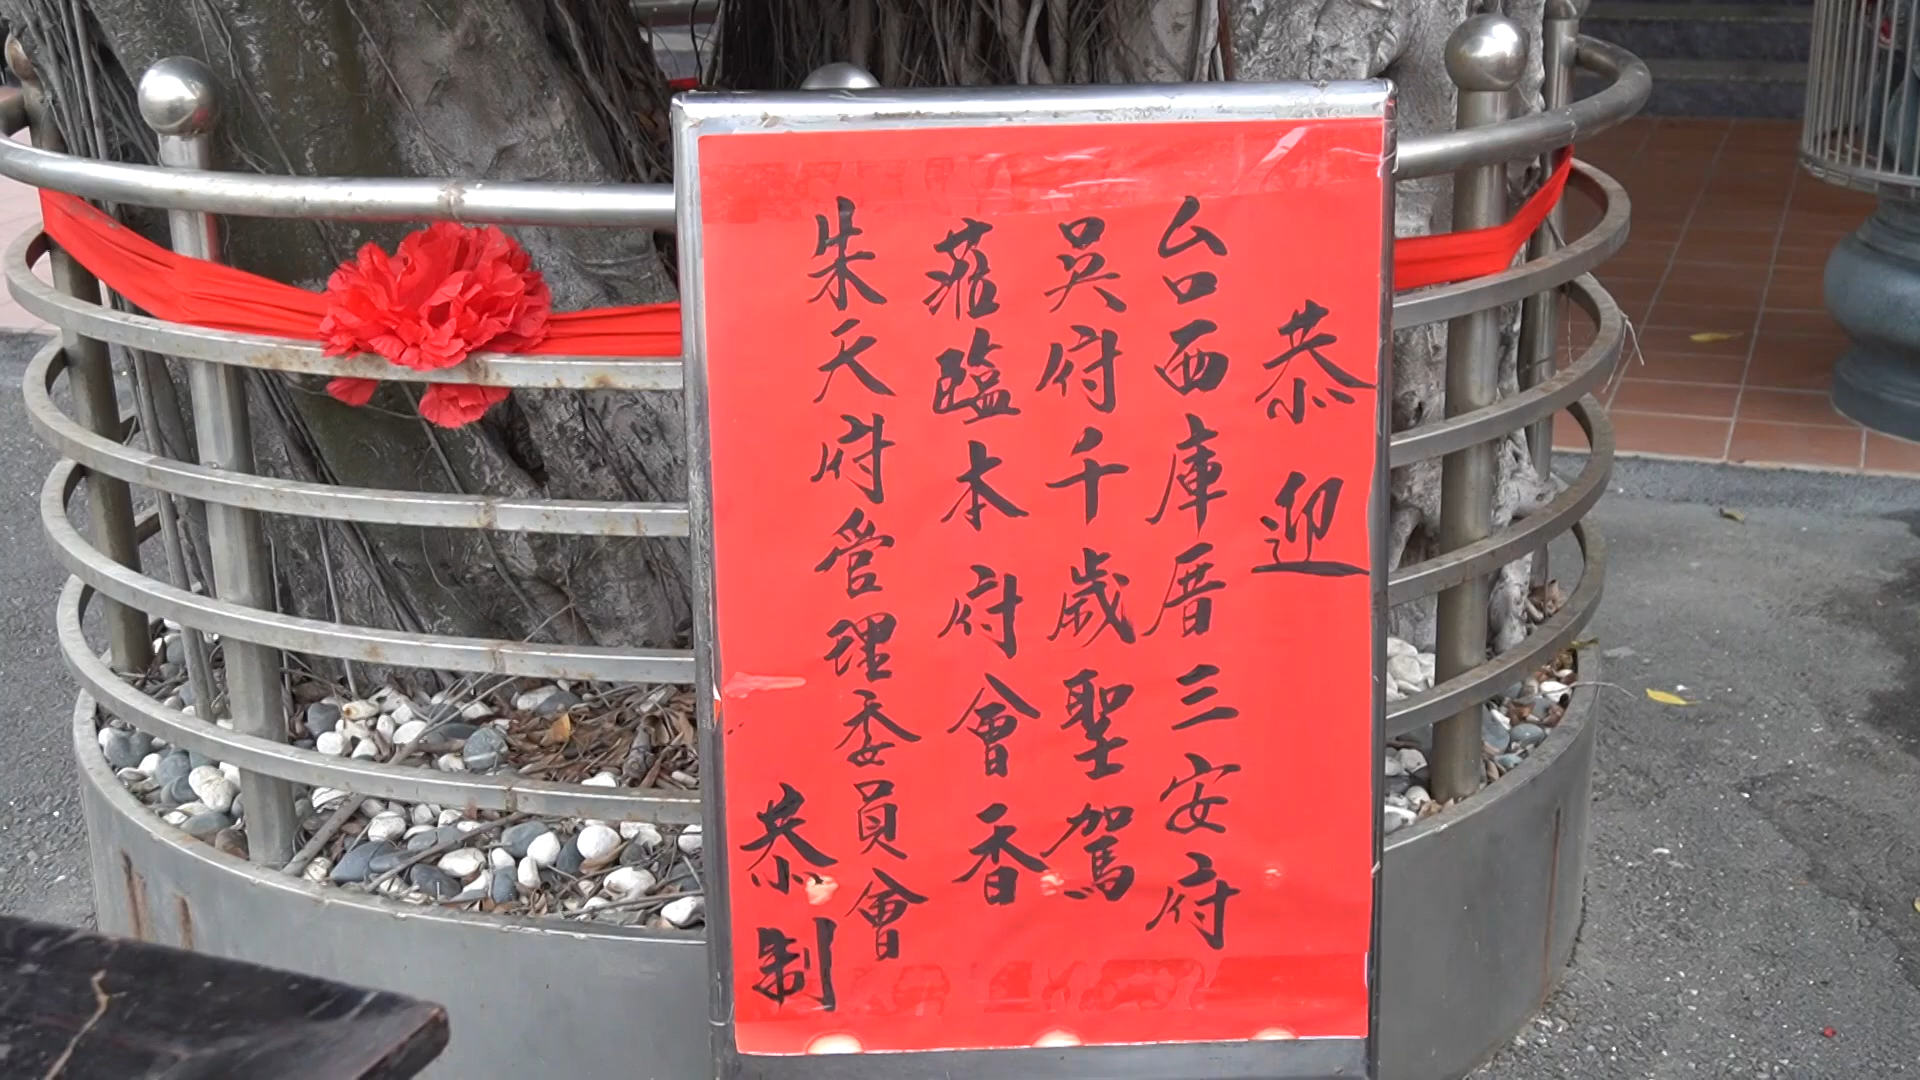 恭迎
台西庫厝三安府
吳府千歲聖駕
蒞臨本府會香
朱天府管理委員會
恭制